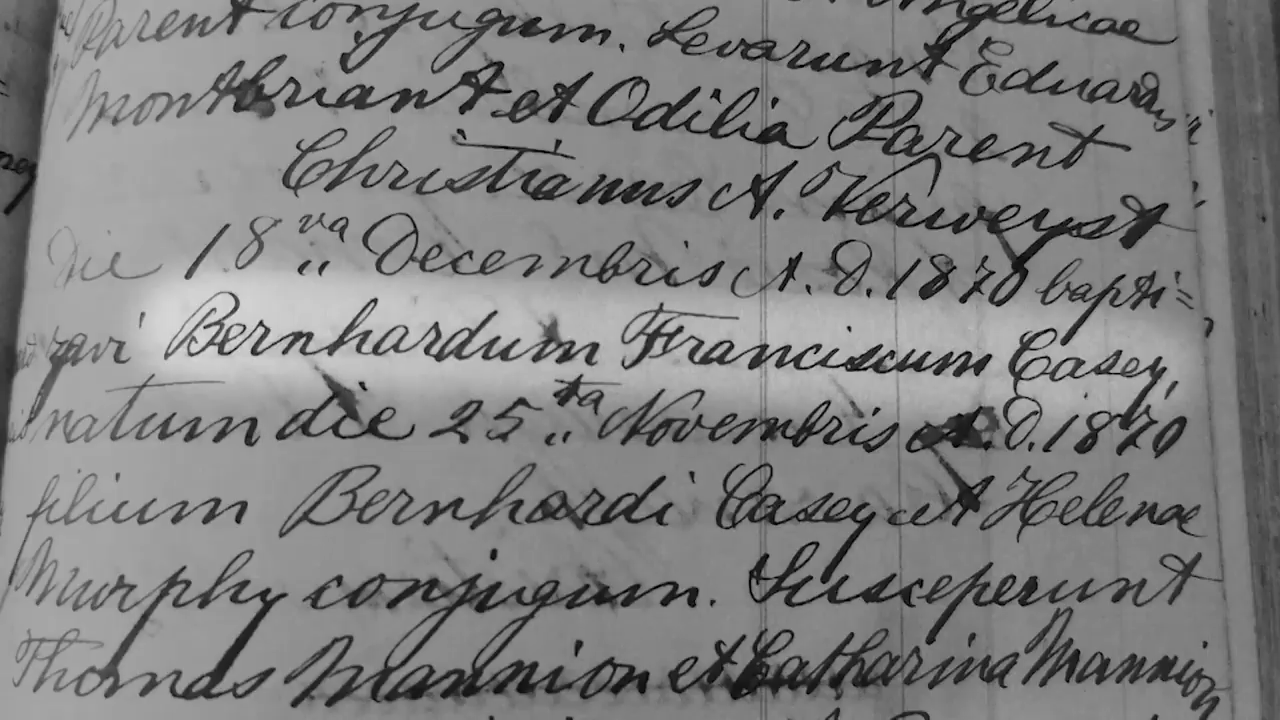 Angelicae
Parent conjugum. Levarunt Eduardus
Montbriant et Odilia Parent
Christianus A. Verweyst
Die 18va Decembris A. D. 1870 bapti=
zavi Bernhardum Franciscum Casey,
natum die 25ta Novembris A. D. 1870
filium Bernhardi Casey et Helenae
Murphy conjugum. Susceperunt
Thomas Mannion et Catharina Mannion